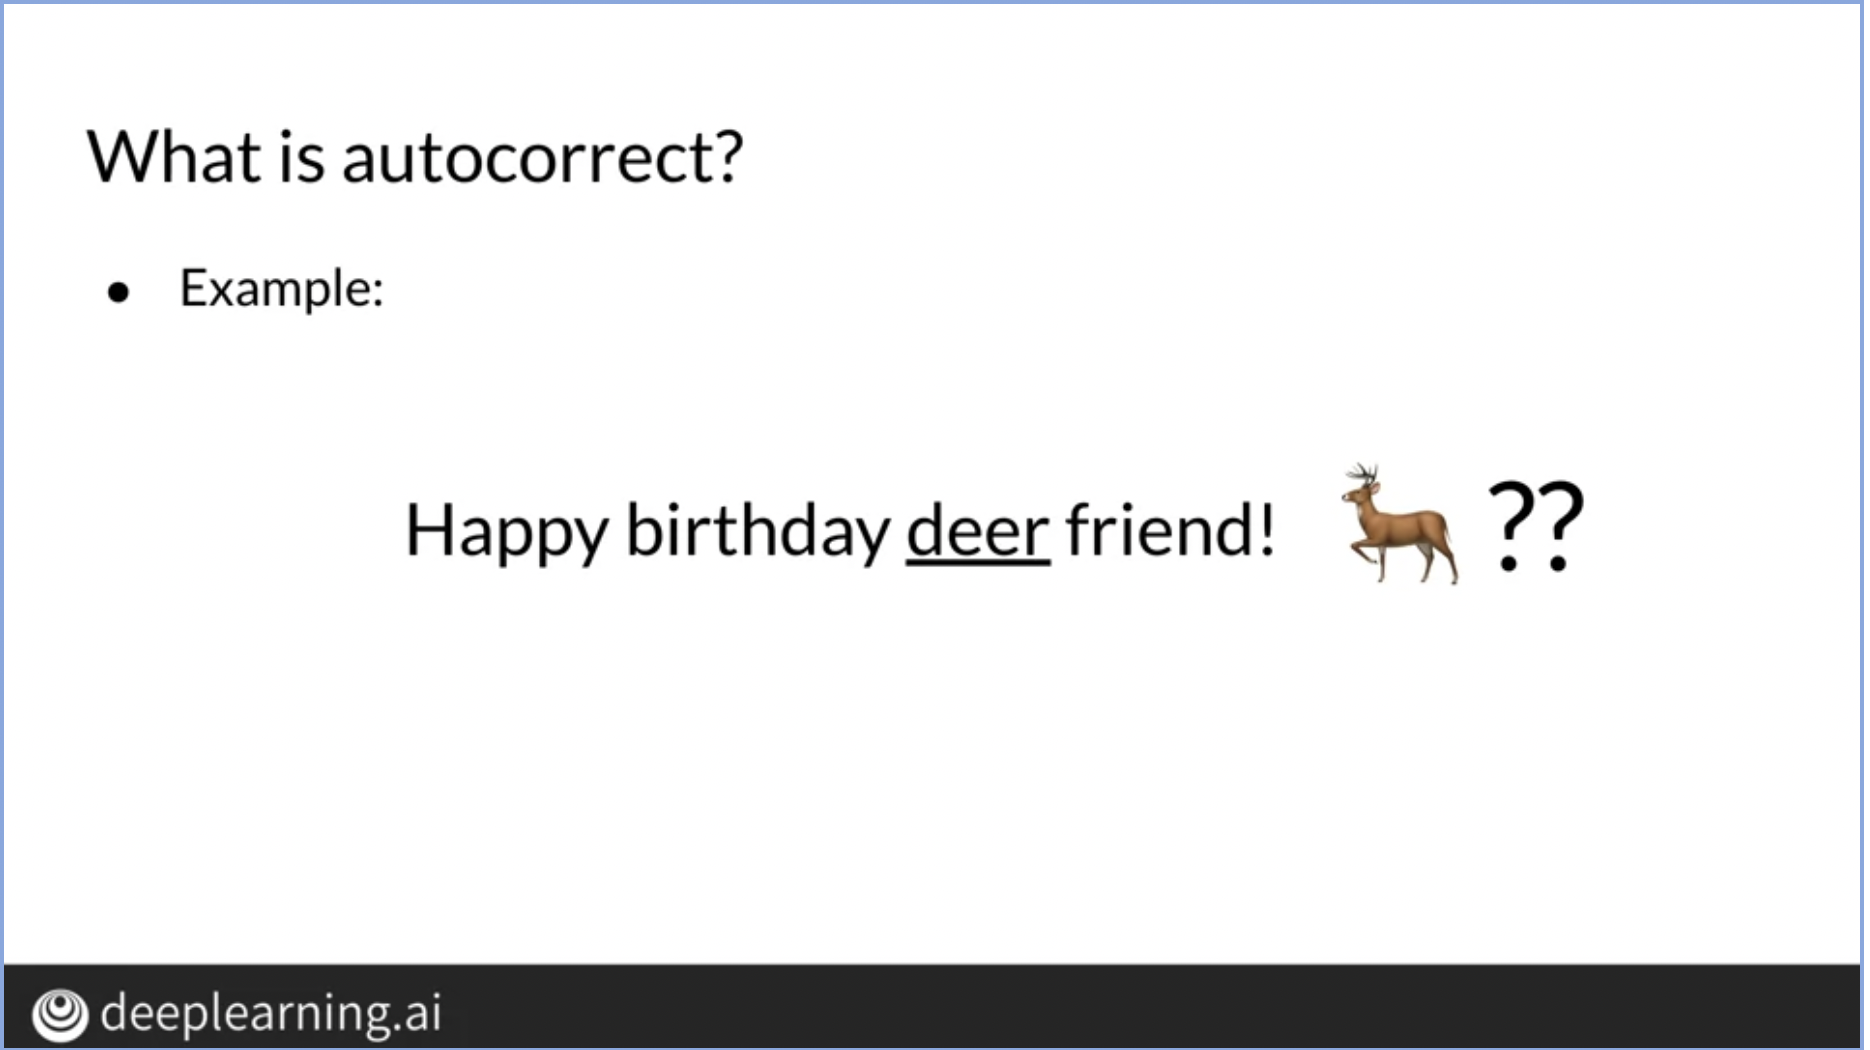 What is autocorrect?
● Example:
Happy birthday deer friend! ??
deeplearning.ai